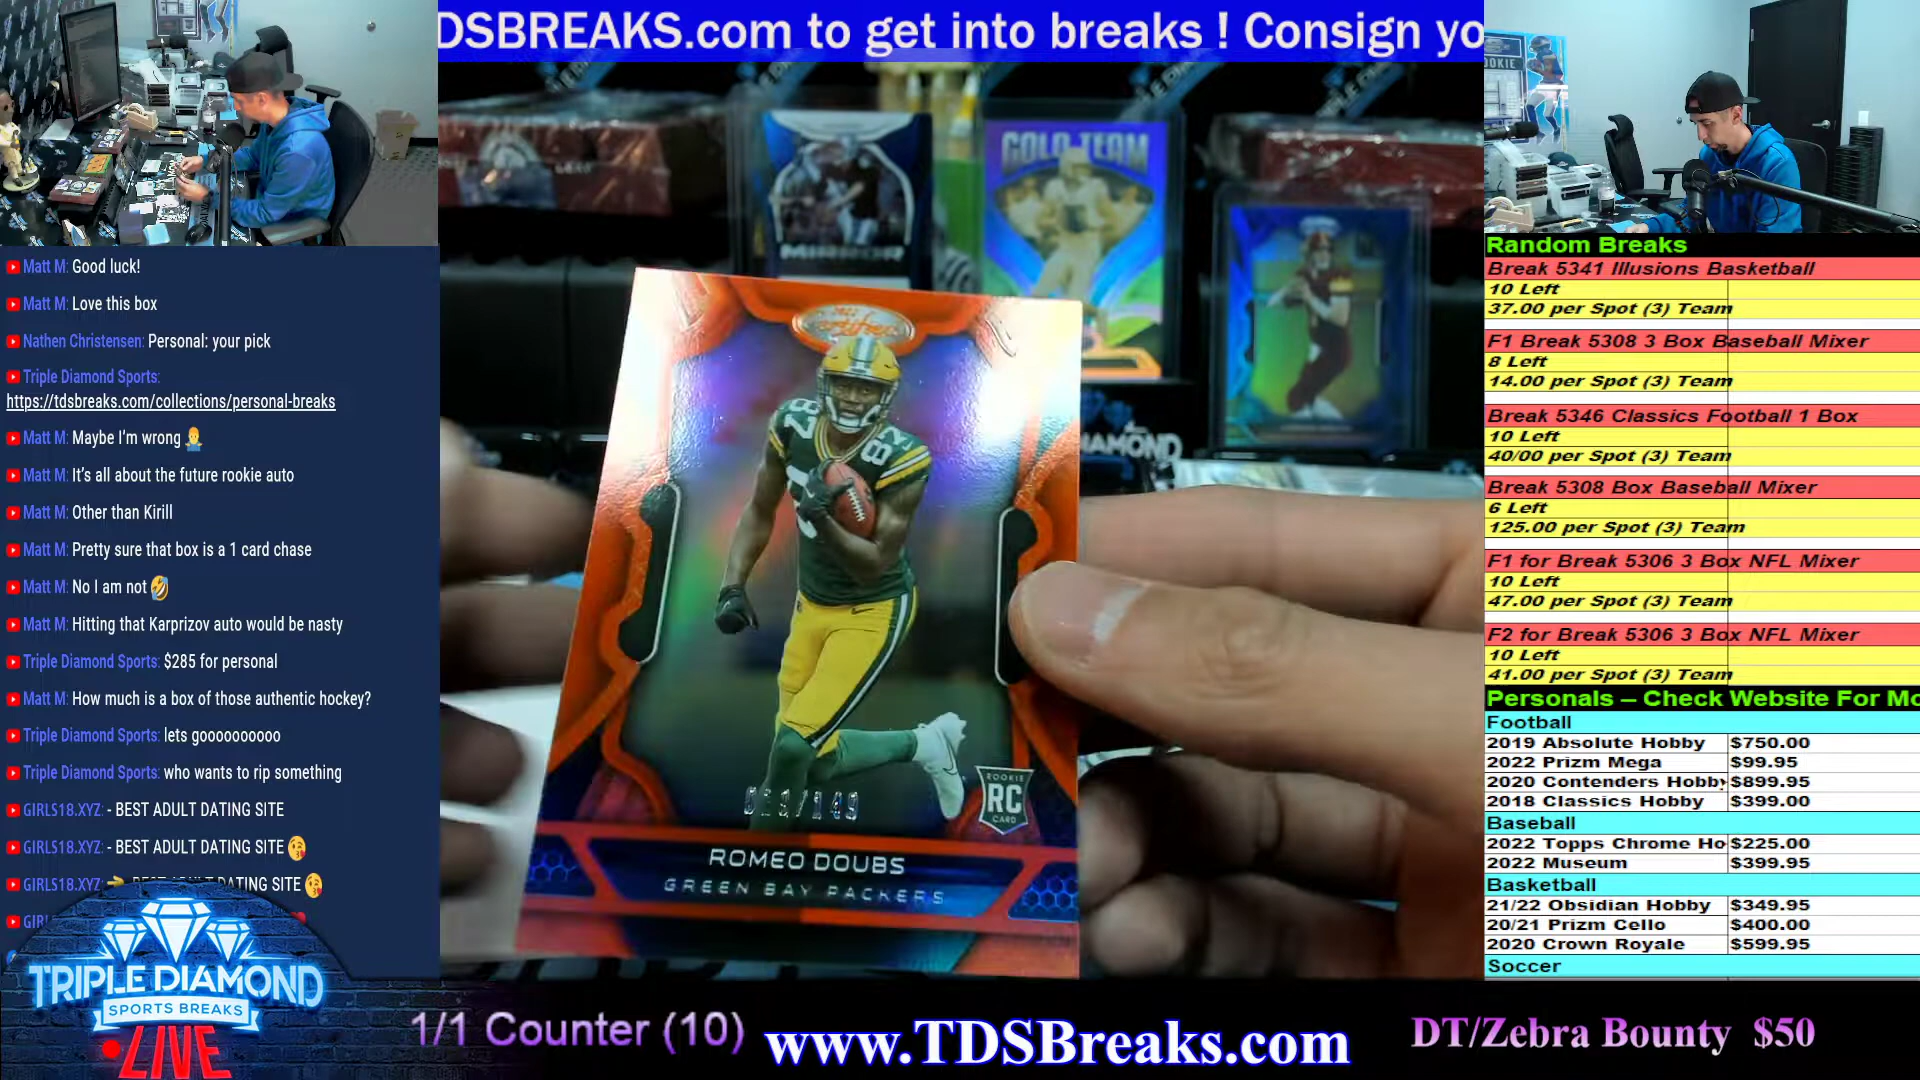 DSBREAKS.com to get into breaks ! Consign yo
Matt M: Good luck!
Matt M: Love this box
Nathen Christensen: Personal: your pick
Triple Diamond Sports:
https://tdsbreaks.com/collections/personal-breaks
Matt M: Maybe I'm wrong
Matt M: It's all about the future rookie auto
Matt M: Other than Kirill
Matt M: Pretty sure that box is a 1 card chase
Matt M: No I am not 🤣
Matt M: Hitting that Karprizov auto would be nasty
Triple Diamond Sports: $285 for personal
Matt M: How much is a box of those authentic hockey?
Triple Diamond Sports: lets goooooooooo
Triple Diamond Sports: who wants to rip something
GIRLS18.XYZ: - BEST ADULT DATING SITE
GIRLS18.XYZ: - BEST ADULT DATING SITE 😘
GIRLS18.XYZ: BEST ADULT DATING SITE 😘
GIRL
TRIPLE DIAMOND
SPORTS BREAKS
LIVE
GOLD TEAM
AMOND
Certified
87
87
/149
ROOKIE
RC
CARD
ROMEO DOUBS
GREEN BAY PACKERS
Random Breaks
Break 5341 Illusions Basketball
10 Left
37.00 per Spot (3) Team
F1 Break 5308 3 Box Baseball Mixer
8 Left
14.00 per Spot (3) Team
Break 5346 Classics Football 1 Box
10 Left
40/00 per Spot (3) Team
Break 5308 Box Baseball Mixer
6 Left
125.00 per Spot (3) Team
F1 for Break 5306 3 Box NFL Mixer
10 Left
47.00 per Spot (3) Team
F2 for Break 5306 3 Box NFL Mixer
10 Left
41.00 per Spot (3) Team
Personals – Check Website For Mo
Football
2019 Absolute Hobby $750.00
2022 Prizm Mega $99.95
2020 Contenders Hobby $899.95
2018 Classics Hobby $399.00
Baseball
2022 Topps Chrome Ho $225.00
2022 Museum $399.95
Basketball
21/22 Obsidian Hobby $349.95
20/21 Prizm Cello $400.00
2020 Crown Royale $599.95
Soccer
1/1 Counter (10)
www.TDSBreaks.com
DT/Zebra Bounty $50